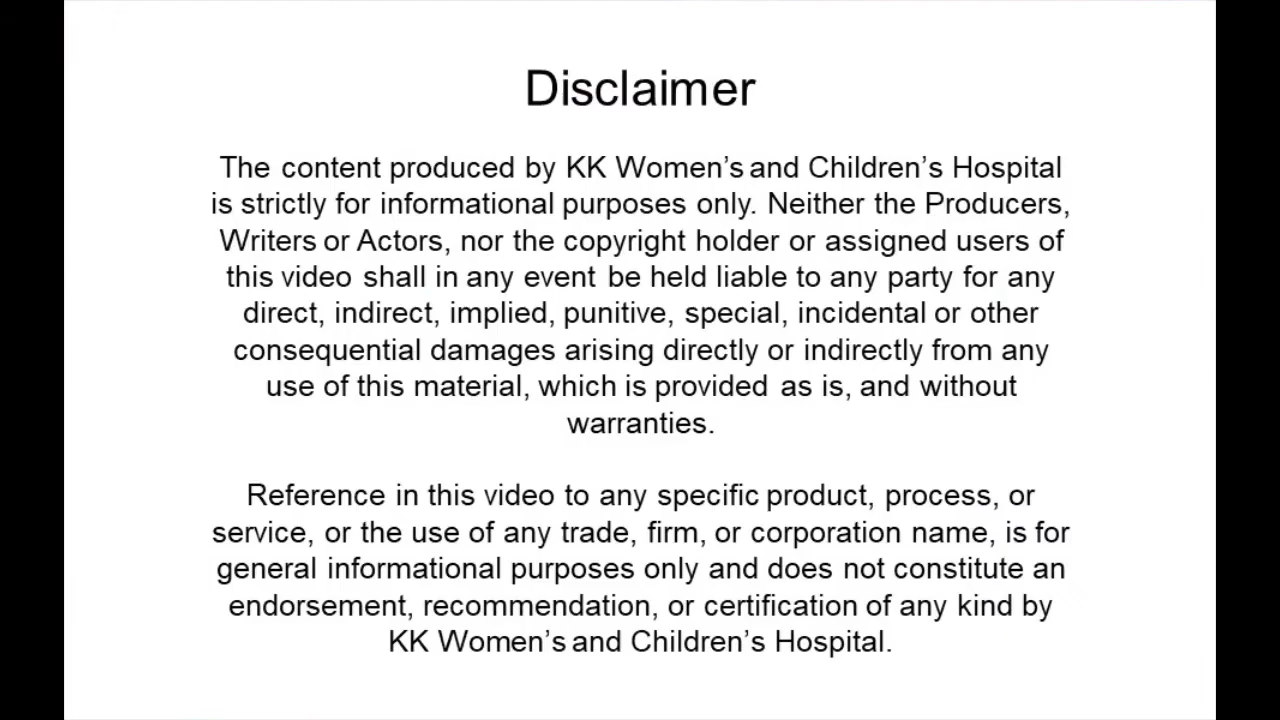 Disclaimer
The content produced by KK Women’s and Children’s Hospital
is strictly for informational purposes only. Neither the Producers,
Writers or Actors, nor the copyright holder or assigned users of
this video shall in any event be held liable to any party for any
direct, indirect, implied, punitive, special, incidental or other
consequential damages arising directly or indirectly from any
use of this material, which is provided as is, and without
warranties.
Reference in this video to any specific product, process, or
service, or the use of any trade, firm, or corporation name, is for
general informational purposes only and does not constitute an
endorsement, recommendation, or certification of any kind by
KK Women’s and Children’s Hospital.